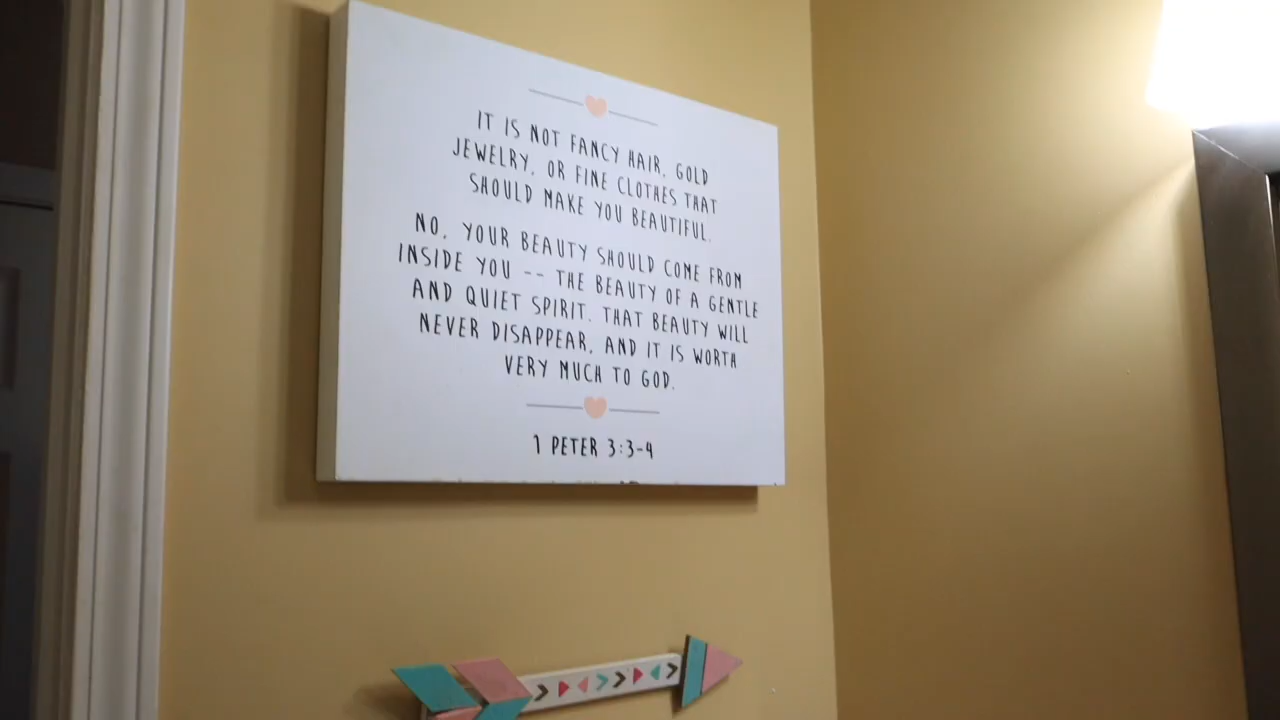 IT IS NOT FANCY HAIR, GOLD
JEWELRY, OR FINE CLOTHES THAT
SHOULD MAKE YOU BEAUTIFUL.
NO, YOUR BEAUTY SHOULD COME FROM
INSIDE YOU -- THE BEAUTY OF A GENTLE
AND QUIET SPIRIT. THAT BEAUTY WILL
NEVER DISAPPEAR, AND IT IS WORTH
VERY MUCH TO GOD.
1 PETER 3:3-4